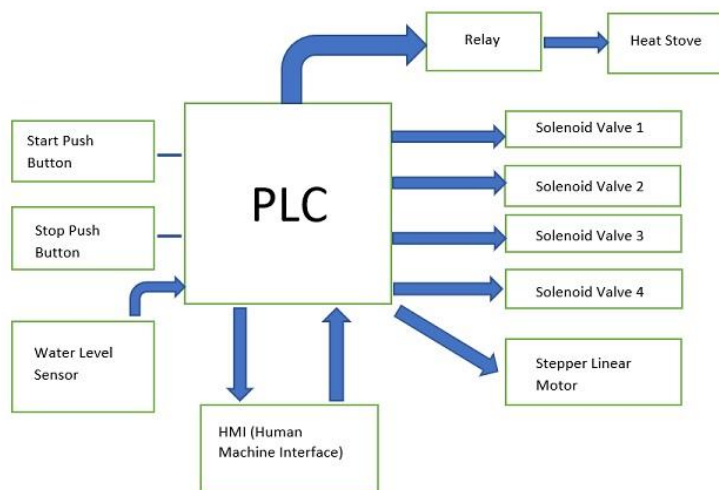 Relay
Heat Stove
Start Push
Button
PLC
Solenoid Valve 1
Solenoid Valve 2
Stop Push
Button
Solenoid Valve 3
Solenoid Valve 4
Water Level
Sensor
Stepper Linear
Motor
HMI (Human
Machine Interface)